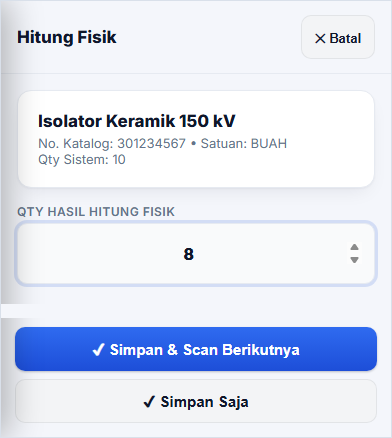 Hitung Fisik
✕ Batal
Isolator Keramik 150 kV
No. Katalog: 301234567 • Satuan: BUAH
Qty Sistem: 10
QTY HASIL HITUNG FISIK
8
✓ Simpan & Scan Berikutnya
✓ Simpan Saja